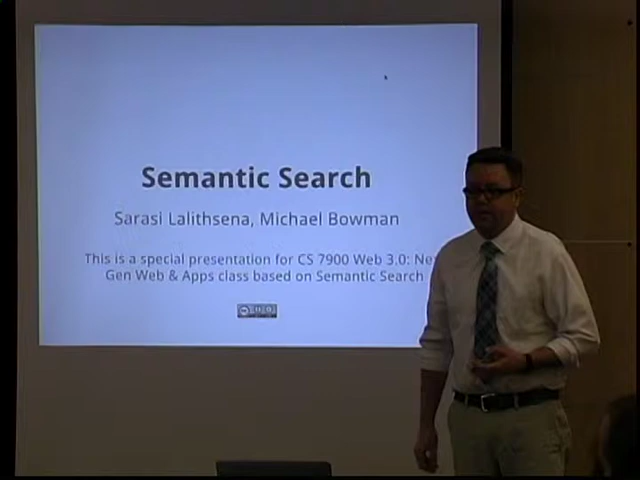 Semantic Search
Sarasi Lalithsena, Michael Bowman
This is a special presentation for CS 7900 Web 3.0: Ne
Gen Web & Apps class based on Semantic Search